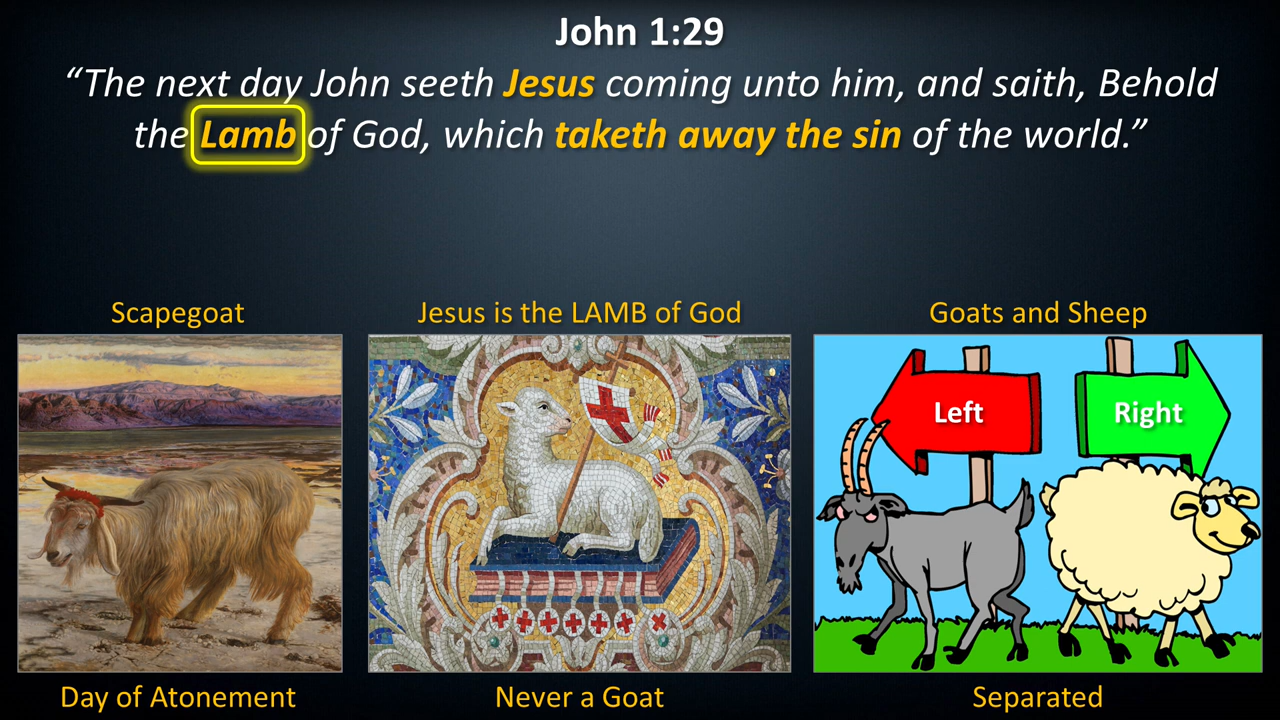 John 1:29
“The next day John seeth Jesus coming unto him, and saith, Behold
the Lamb of God, which taketh away the sin of the world.”
Scapegoat
Jesus is the LAMB of God
Goats and Sheep
Left
Right
Day of Atonement
Never a Goat
Separated